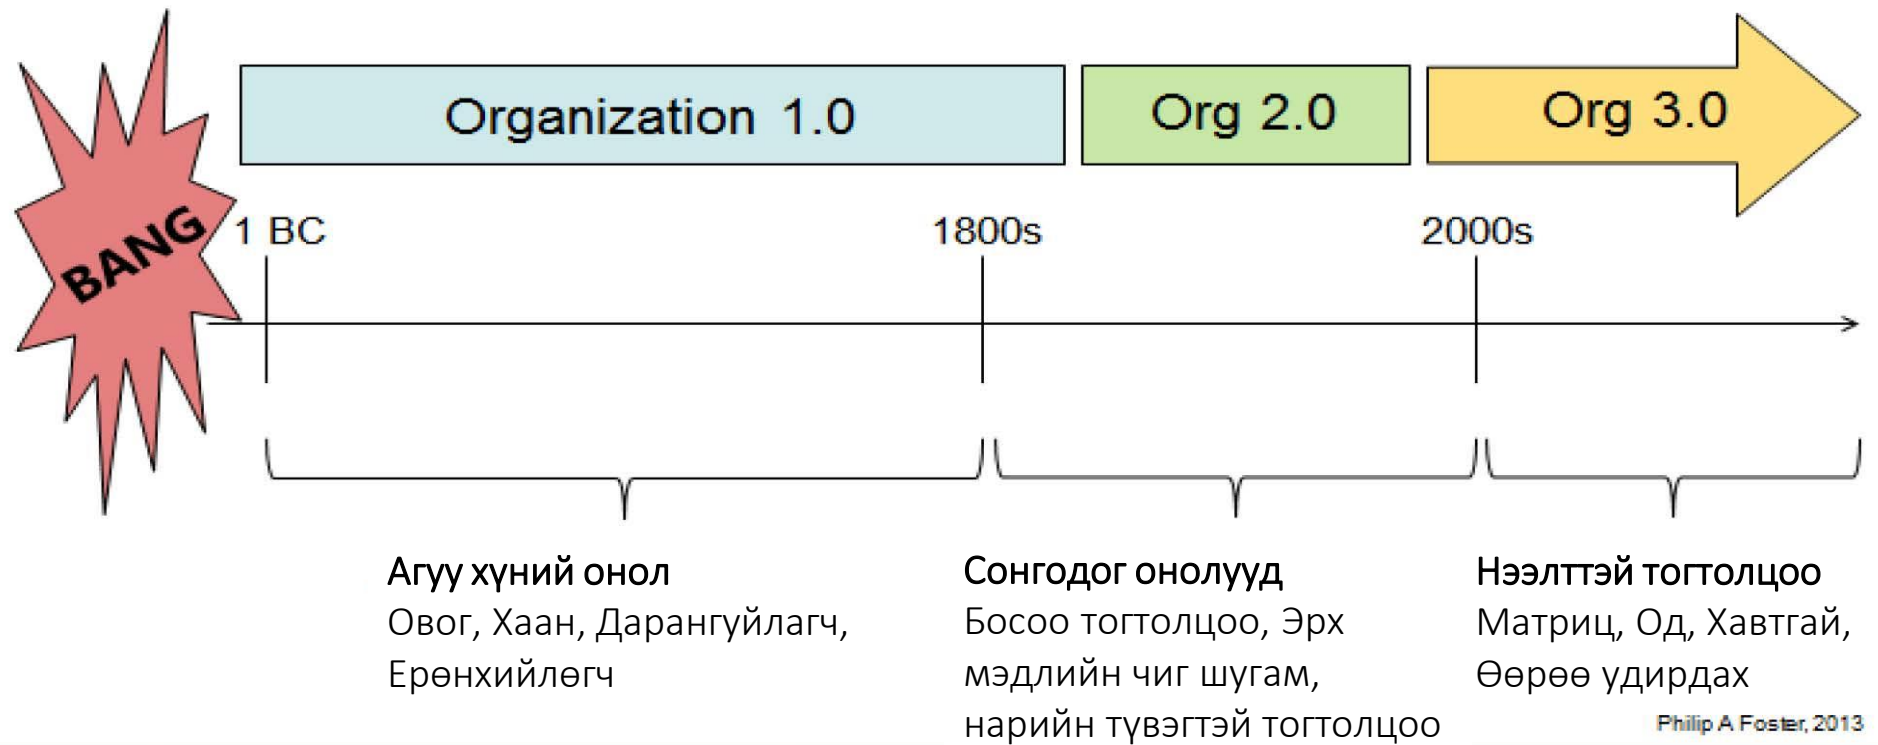 Organization 1.0
Org 2.0
Org 3.0
BANG
1 BC
1800s
2000s
Агуу хүний онол
Овог, Хаан, Дарангуйлагч,
Ерөнхийлөгч
Сонгодог онолууд
Босоо тогтолцоо, Эрх
мэдлийн чиг шугам,
нарийн түвэгтэй тогтолцоо
Нээлттэй тогтолцоо
Матриц, Од, Хавтгай,
Өөрөө удирдах
Philip A Foster, 2013